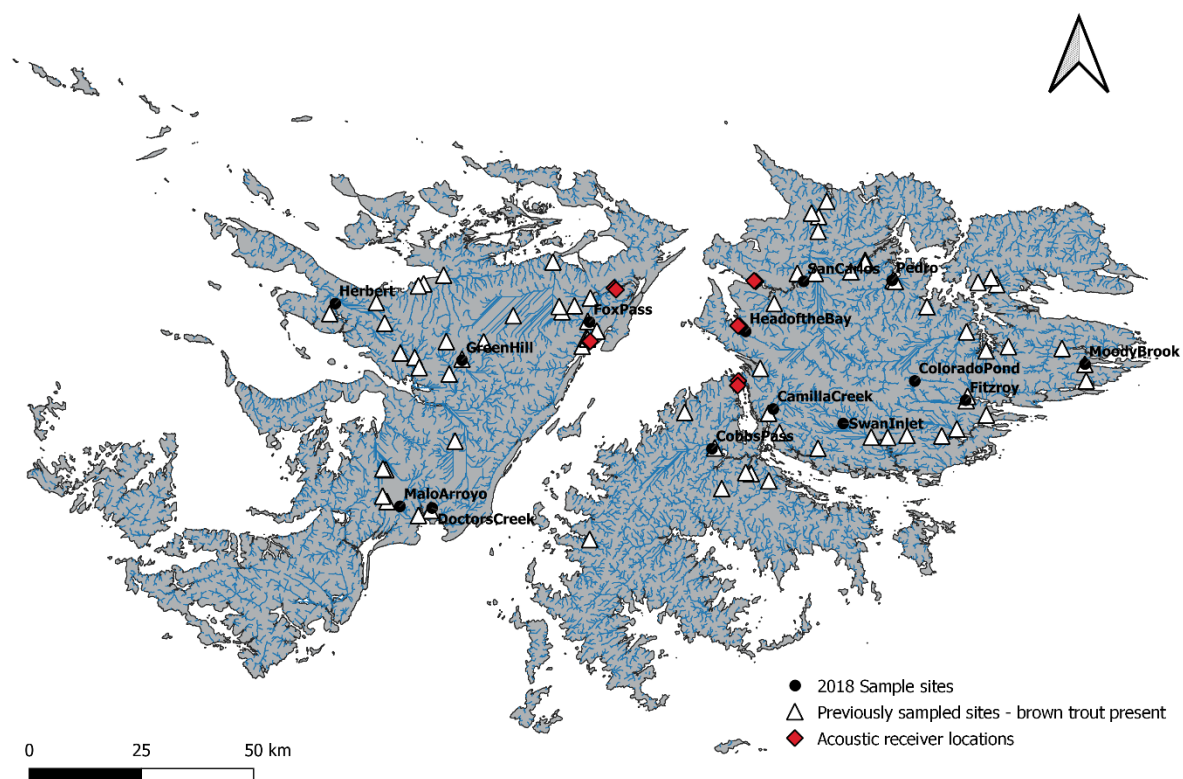 SanCarlos
Pedro
Herbert
FoxPass
HeadoftheBay
GreenHill
MoodyBrook
ColoradoPond
Fitzroy
CamillaCreek
SwanInlet
CobbsPass
MaloArroyo
DoctorsCreek
2018 Sample sites
Previously sampled sites - brown trout present
Acoustic receiver locations
0 25 50 km